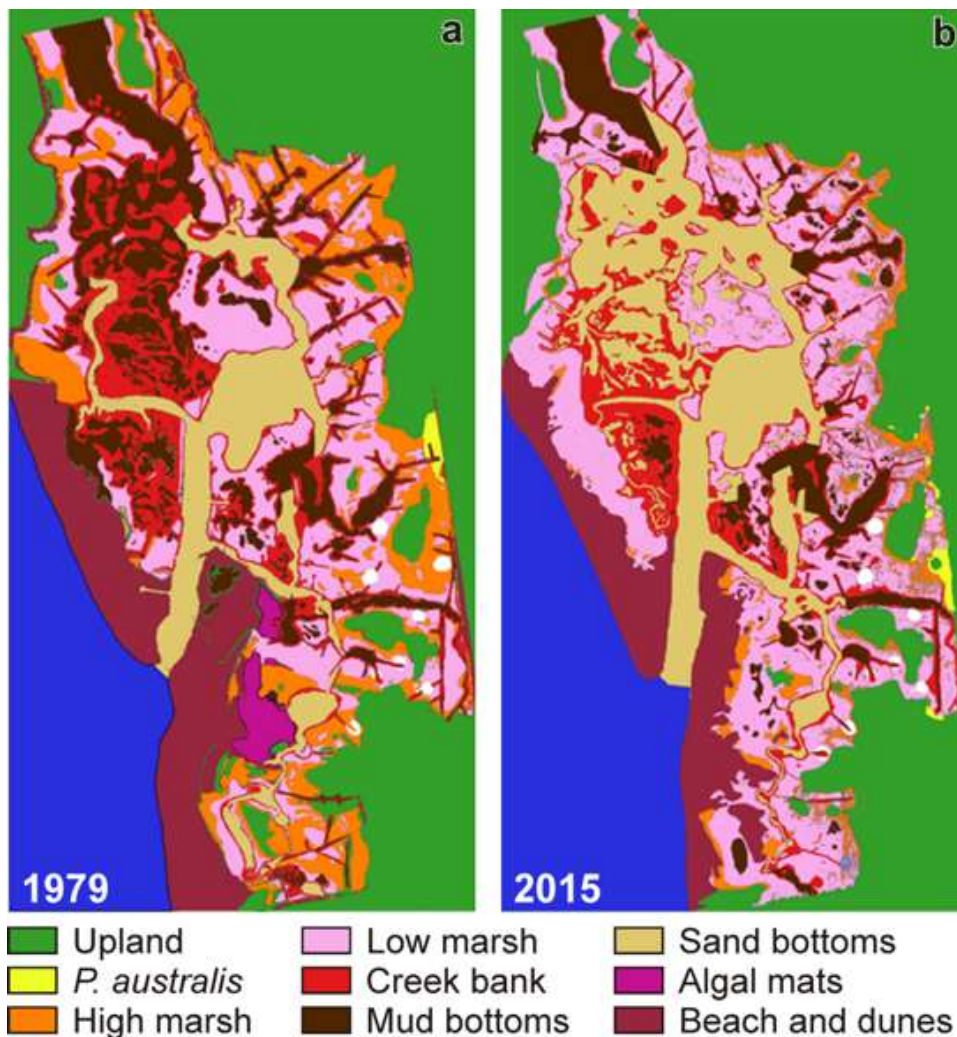 a b
1979 2015
Upland Low marsh Sand bottoms
P. australis Creek bank Algal mats
High marsh Mud bottoms Beach and dunes